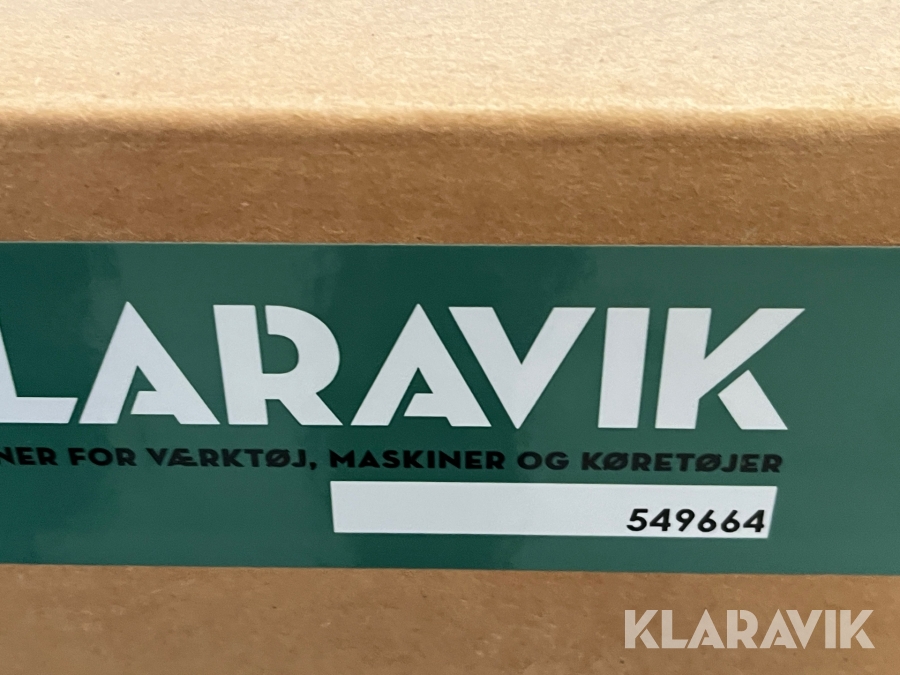 LARAVIK
NER FOR VÆRKTØJ, MASKINER OG KØRETØJER
549664
KLARAVIK